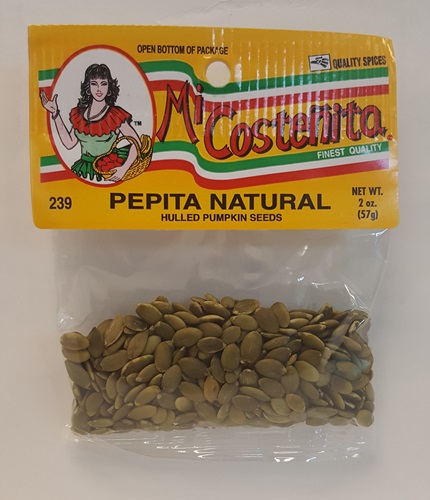 OPEN BOTTOM OF PACKAGE
QUALITY SPICES
Mi
Costeñita.
™
FINEST QUALITY
239
PEPITA NATURAL
HULLED PUMPKIN SEEDS
NET WT.
2 oz.
(57g)